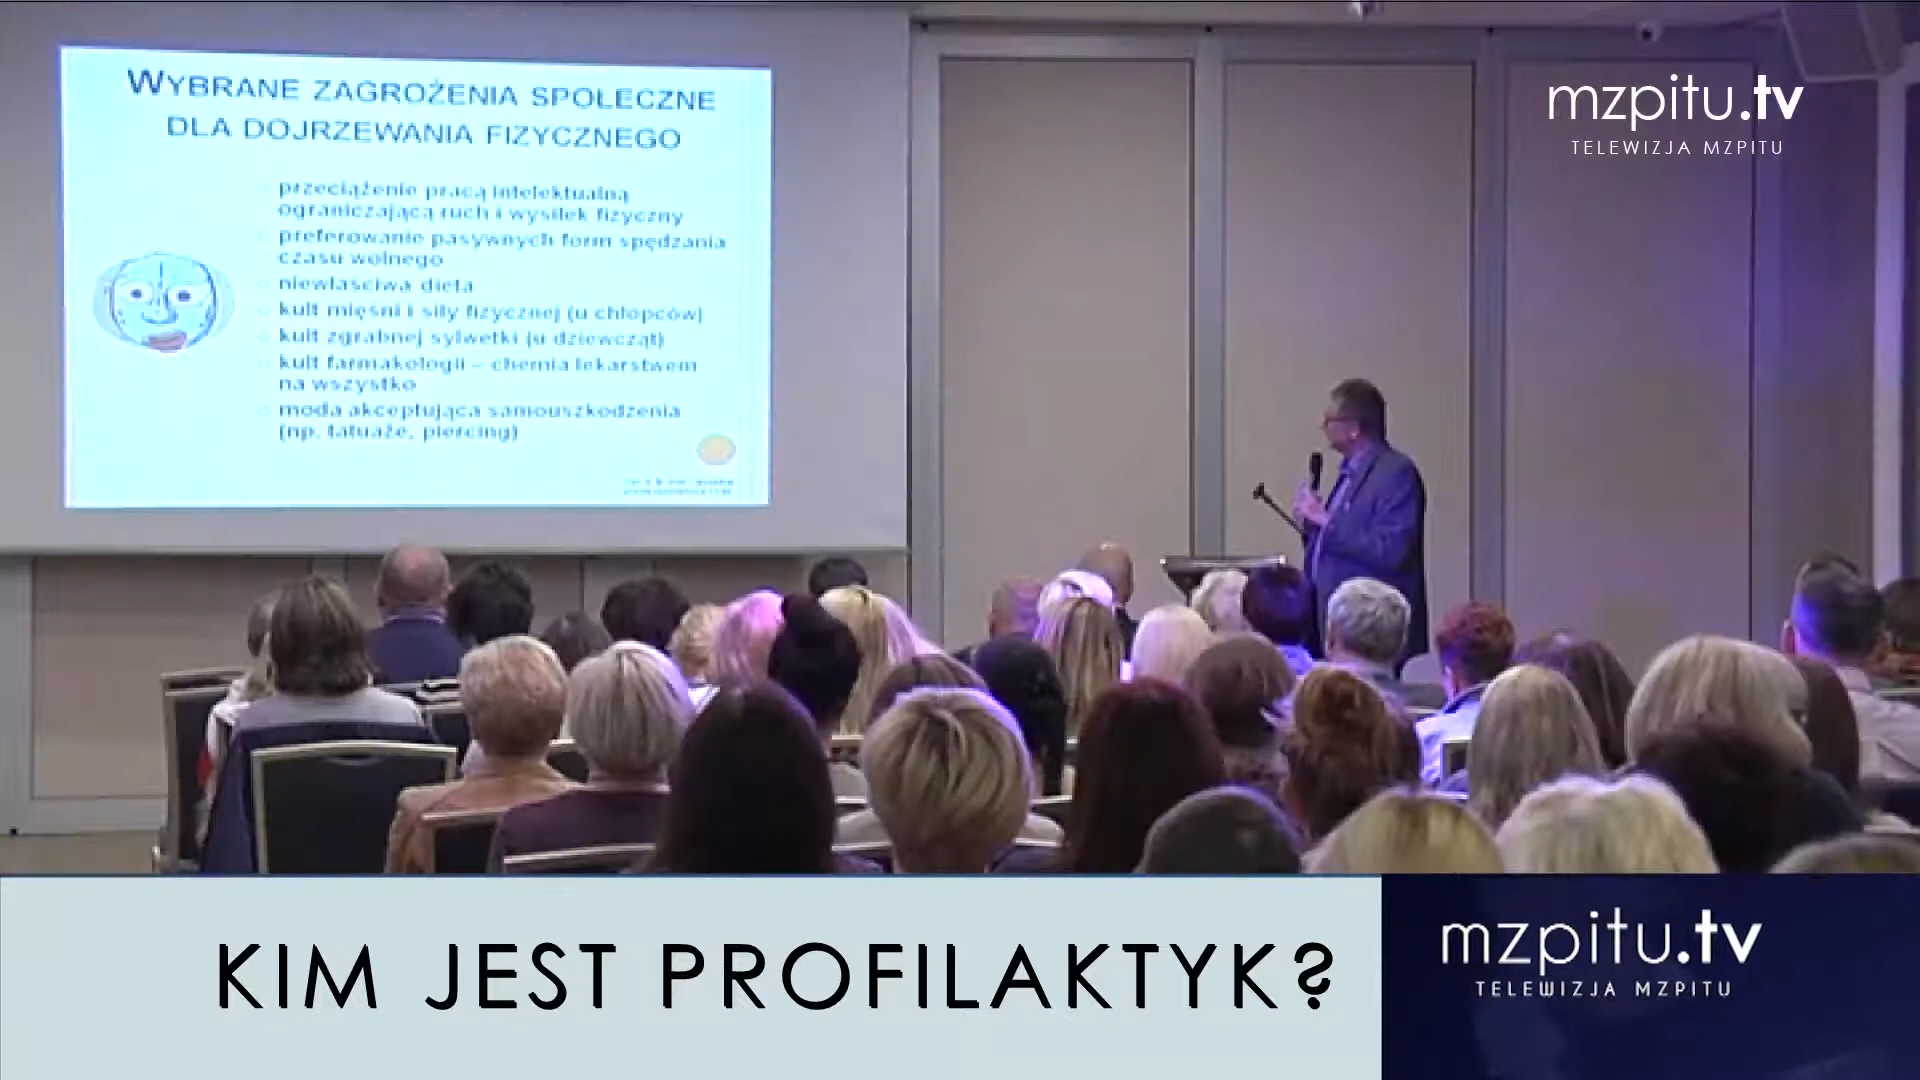 WYBRANE ZAGROŻENIA SPOŁECZNE
DLA DOJRZEWANIA FIZYCZNEGO
przeciążenie pracą intelektualną
ograniczającą ruch i wysiłek fizyczny
preferowanie pasywnych form spędzania
czasu wolnego
niewłaściwa dieta
kult mięśni i siły fizycznej (u chłopców)
kult zgrabnej sylwetki (u dziewcząt)
kult farmakologii – chemia lekarstwem
na wszystko
moda akceptująca samouszkodzenia
(np. tatuaże, piercing)
mzpitu.tv
TELEWIZJA MZPITU
KIM JEST PROFILAKTYK?
mzpitu.tv
TELEWIZJA MZPITU